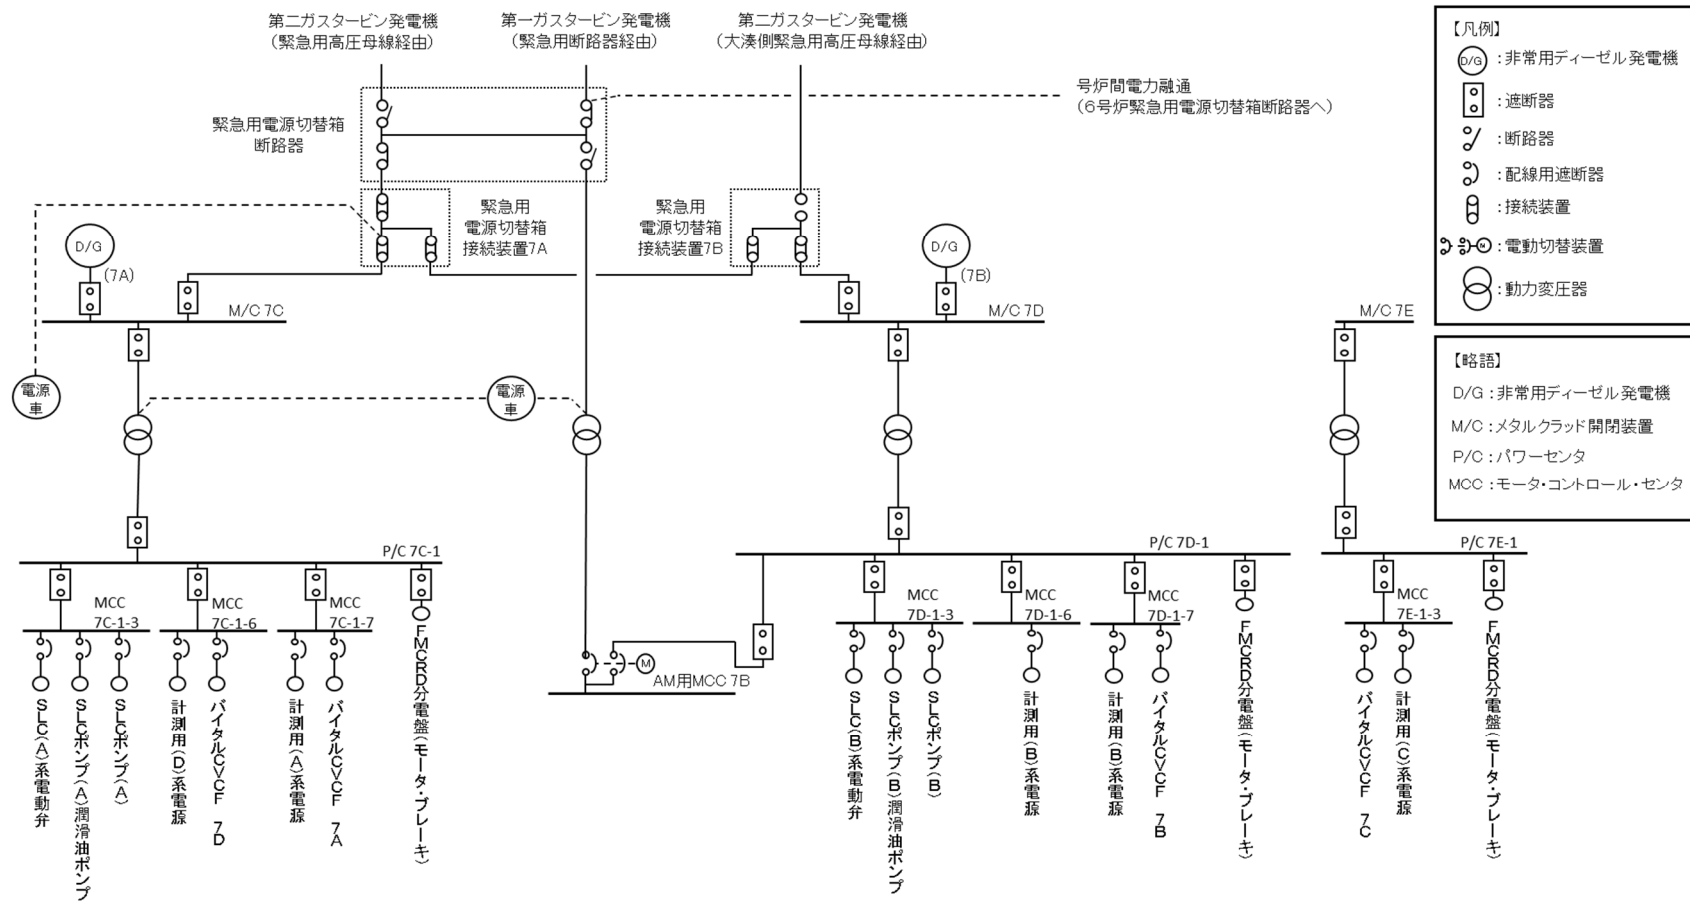 第二ガスタービン発電機
(緊急用高圧母線経由)
第一ガスタービン発電機
(緊急用断路器経由)
第二ガスタービン発電機
(大湊側緊急用高圧母線経由)
号炉間電力融通
(6号炉緊急用電源切替箱断路器へ)
緊急用電源切替箱
断路器
緊急用
電源切替箱
接続装置7A
緊急用
電源切替箱
接続装置7B
D/G
(7A)
D/G
(7B)
M/C 7C
M/C 7D
M/C 7E
電源
車
電源
車
P/C 7C-1
P/C 7D-1
P/C 7E-1
MCC
7C-1-3
MCC
7C-1-6
MCC
7C-1-7
MCC
7D-1-3
MCC
7D-1-6
MCC
7D-1-7
MCC
7E-1-3
M
AM用MCC 7B
SLC(A)系電動弁
SLCポンプ(A)潤滑油ポンプ
SLCポンプ(A)
計測用(D)系電源
バイタルCVCF 7D
計測用(A)系電源
バイタルCVCF 7A
FMCRD分電盤(モータ・ブレーキ)
SLC(B)系電動弁
SLCポンプ(B)潤滑油ポンプ
SLCポンプ(B)
計測用(B)系電源
計測用(B)系電源
バイタルCVCF 7B
FMCRD分電盤(モータ・ブレーキ)
バイタルCVCF 7C
計測用(C)系電源
FMCRD分電盤(モータ・ブレーキ)
【凡例】
D/G :非常用ディーゼル発電機
:遮断器
:断路器
:配線用遮断器
:接続装置
M :電動切替装置
:動力変圧器
【略語】
D/G:非常用ディーゼル発電機
M/C:メタルクラッド開閉装置
P/C:パワーセンタ
MCC:モータ・コントロール・センタ